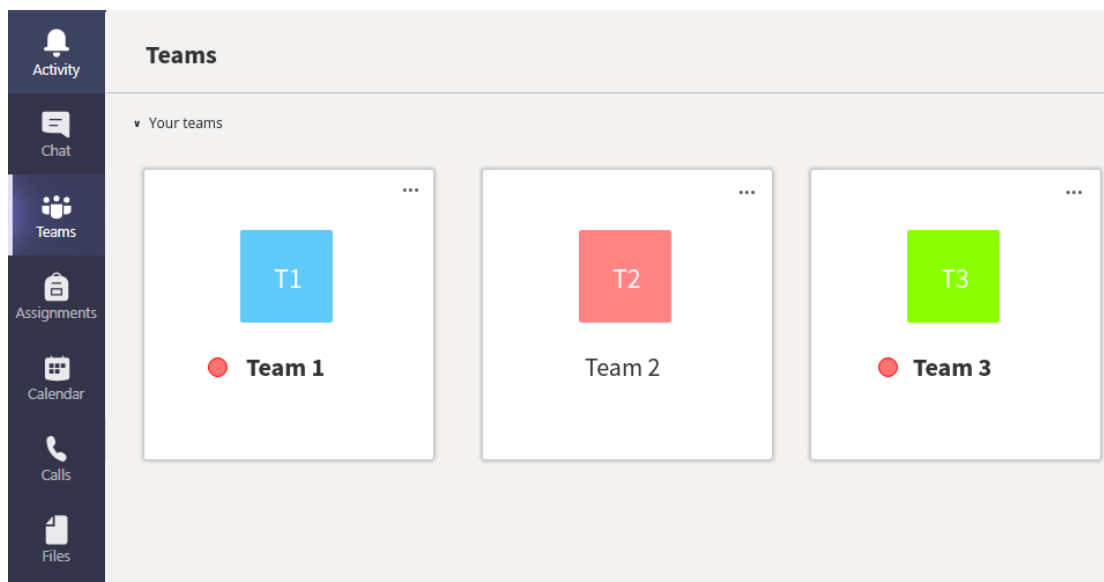 Activity
Chat
Teams
Assignments
Calendar
Calls
Files
Teams
Your teams
T1
Team 1
T2
Team 2
T3
Team 3